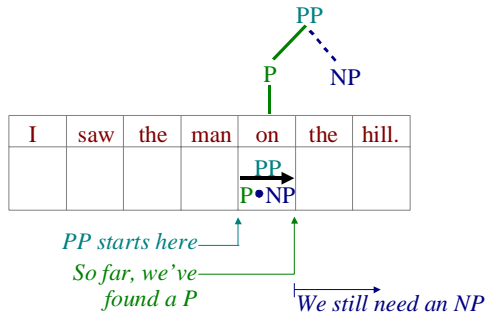 PP
P NP
I saw the man on the hill.
PP
P•NP
PP starts here
So far, we've
found a P
We still need an NP